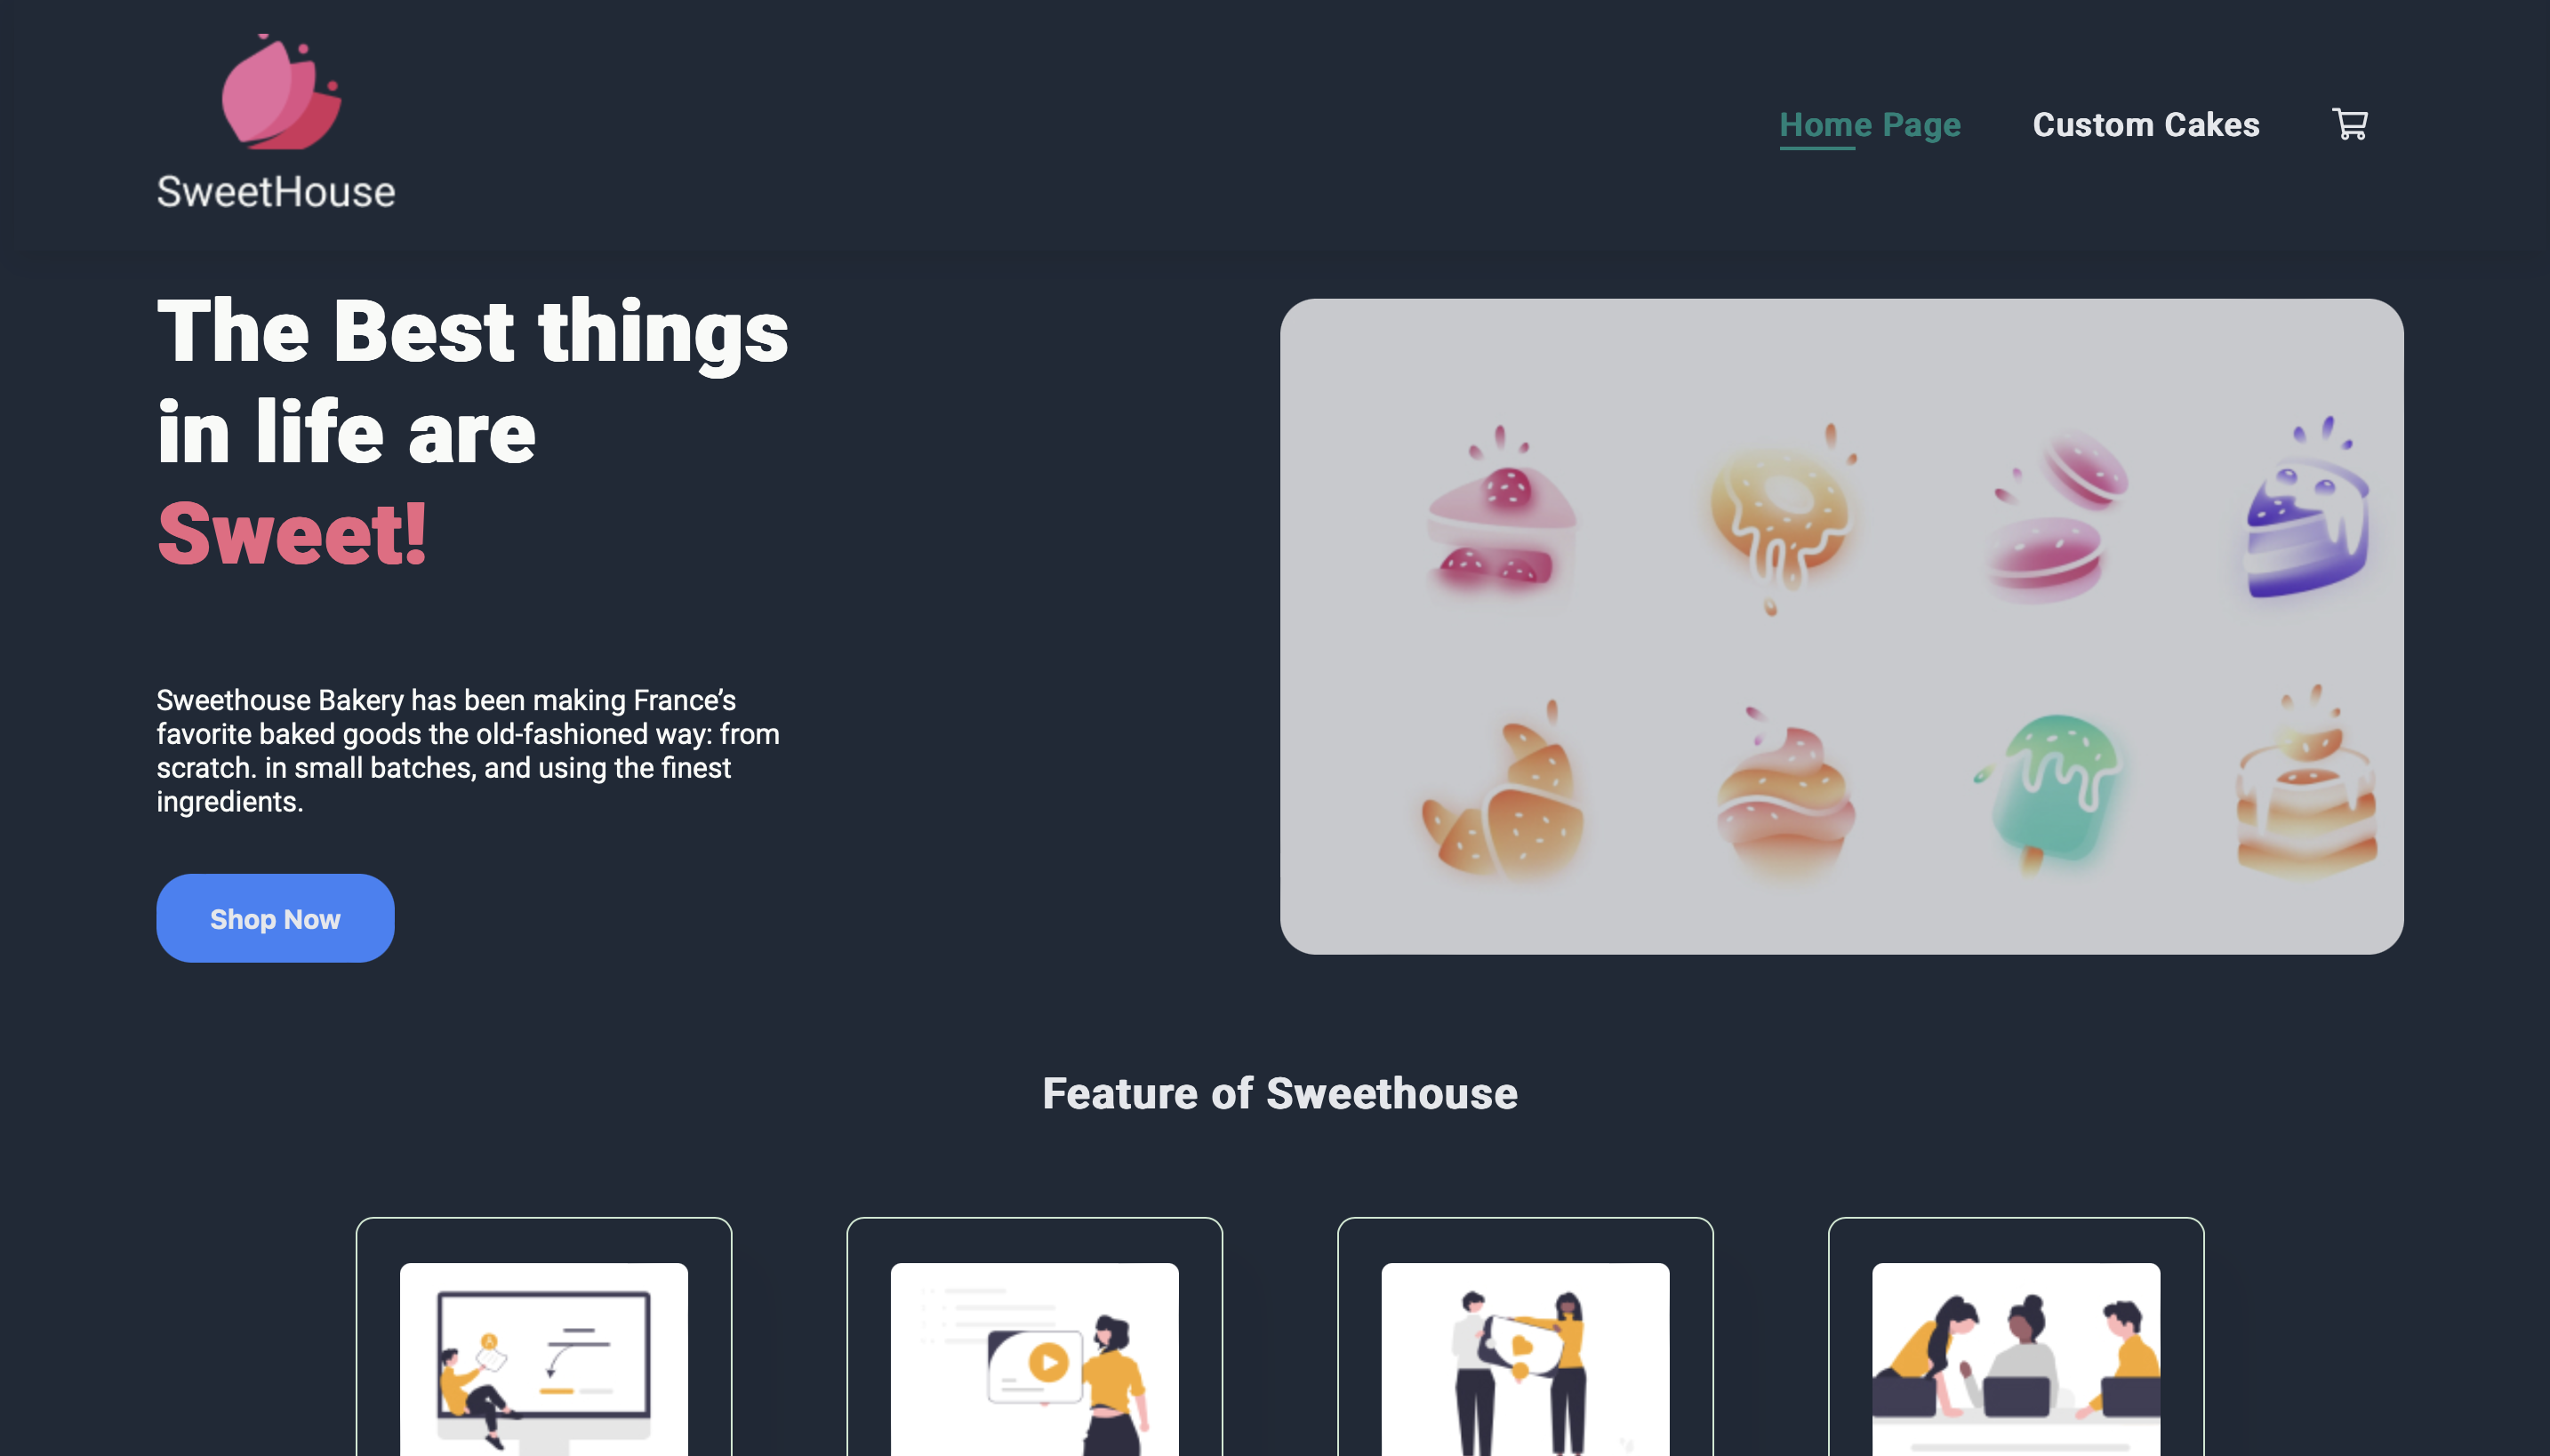 SweetHouse
Home Page
Custom Cakes
The Best things
in life are
Sweet!
Sweethouse Bakery has been making France’s
favorite baked goods the old-fashioned way: from
scratch. in small batches, and using the finest
ingredients.
Shop Now
Feature of Sweethouse